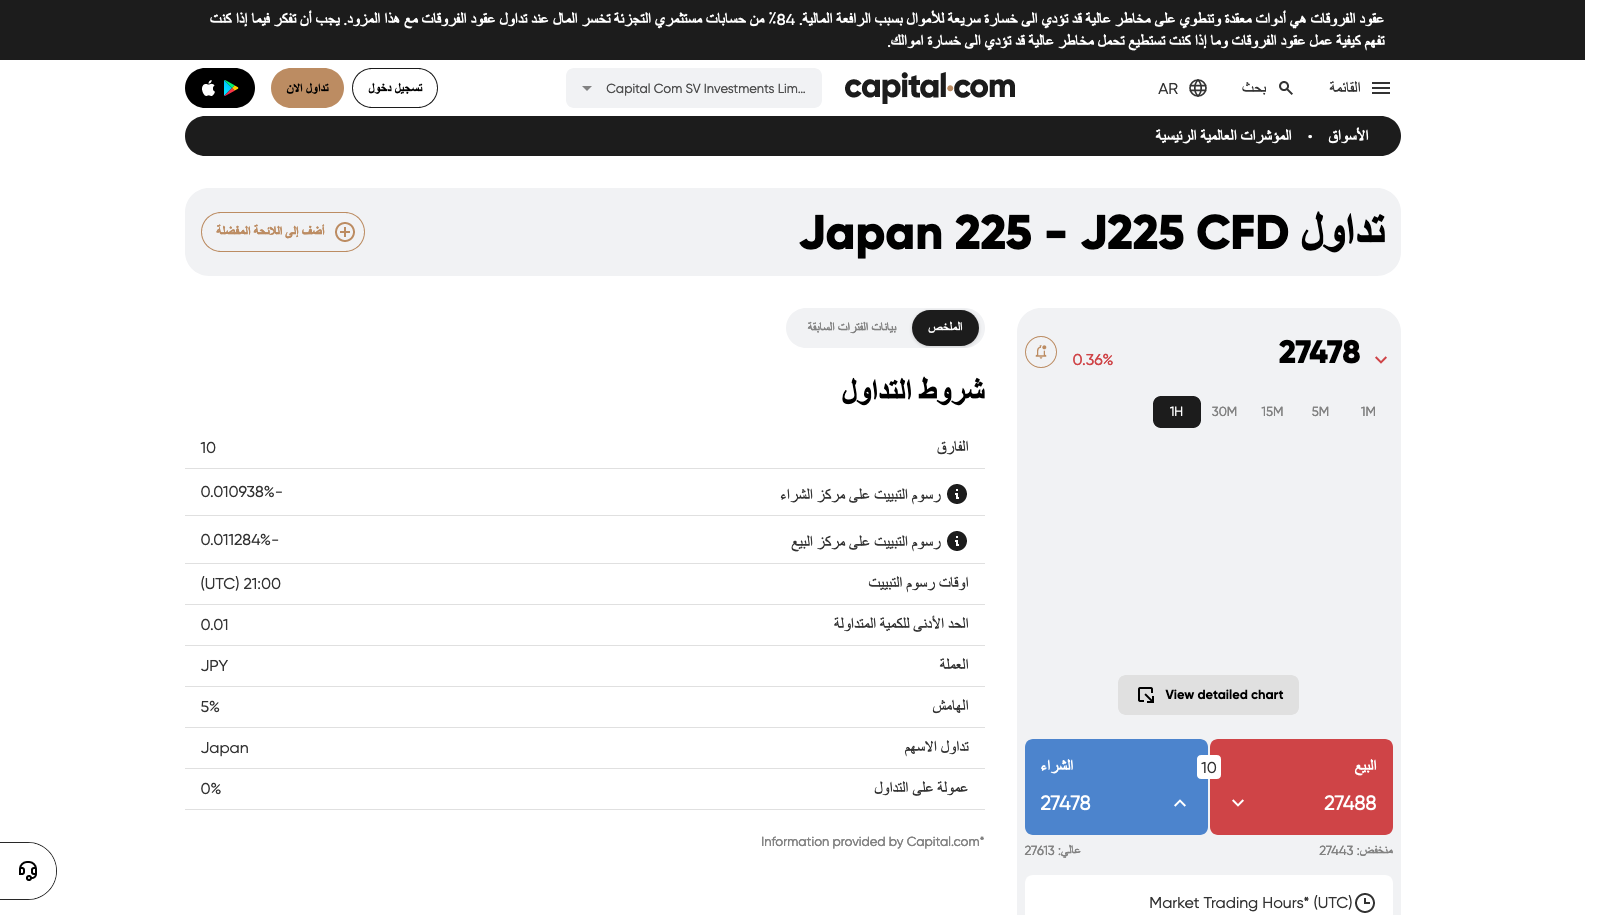 عقود الفروقات هي أدوات معقدة وتنطوي على مخاطر عالية قد تؤدي الى خسارة سريعة للأموال بسبب الرافعة المالية. 84٪ من حسابات مستثمري التجزئة تخسر المال عند تداول عقود الفروقات مع هذا المزود. يجب أن تفكر فيما إذا كنت
تفهم كيفية عمل عقود الفروقات وما إذا كنت تستطيع تحمل مخاطر عالية قد تؤدي الى خسارة اموالك.
القائمة
بحث
AR
capital.com
Capital Com SV Investments Lim...
تسجيل دخول
تداول الان
الأسواق • المؤشرات العالمية الرئيسية
تداول Japan 225 - J225 CFD
أضف إلى اللائحة المفضلة
27478
0.36%
1M
5M
15M
30M
1H
View detailed chart
البيع
27488
10
الشراء
27478
منخفض: 27443
عالي: 27613
Market Trading Hours* (UTC)
الملخص
بيانات الفترات السابقة
شروط التداول
الفارق 10
رسوم التبييت على مركز الشراء 0.010938%-
رسوم التبييت على مركز البيع 0.011284%-
اوقات رسوم التبييت 21:00 (UTC)
الحد الأدنى للكمية المتداولة 0.01
العملة JPY
الهامش 5%
تداول الاسهم Japan
عمولة على التداول 0%
Information provided by Capital.com*